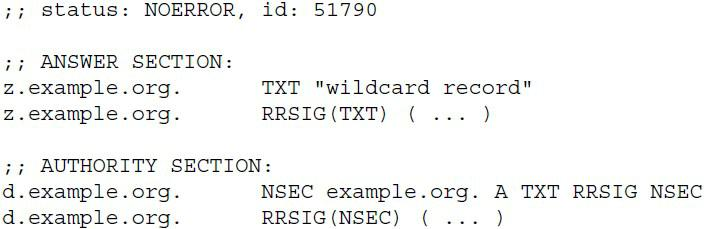 ;; status: NOERROR, id: 51790
;; ANSWER SECTION:
z.example.org. TXT "wildcard record"
z.example.org. RRSIG(TXT) ( ... )
;; AUTHORITY SECTION:
d.example.org. NSEC example.org. A TXT RRSIG NSEC
d.example.org. RRSIG(NSEC) ( ... )